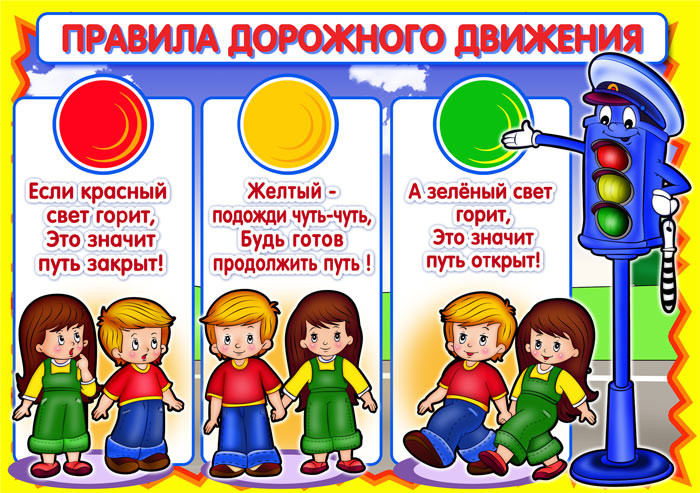 ПРАВИЛА ДОРОЖНОГО ДВИЖЕНИЯ
Если красный
свет горит,
Это значит
путь закрыт!
Желтый -
подожди чуть-чуть,
Будь готов
продолжить путь !
А зелёный свет
горит,
Это значит
путь открыт!